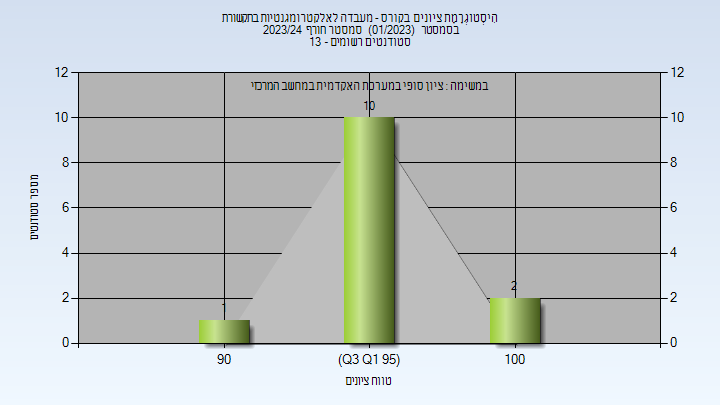 היסטוגרמת ציונים בקורס - מעבדה לאלקטרומגנטיות בתקשורת
בסמסטר (01/2023) סמסטר חורף 2023/24
סטודנטים רשומים - 13
במשימה : ציון סופי במערכת האקדמית במחשב המרכזי
מספר סטודנטים
12
10
8
6
4
2
0
12
10
8
6
4
2
0
1
10
2
90
(Q3 Q1 95)
100
טווח ציונים